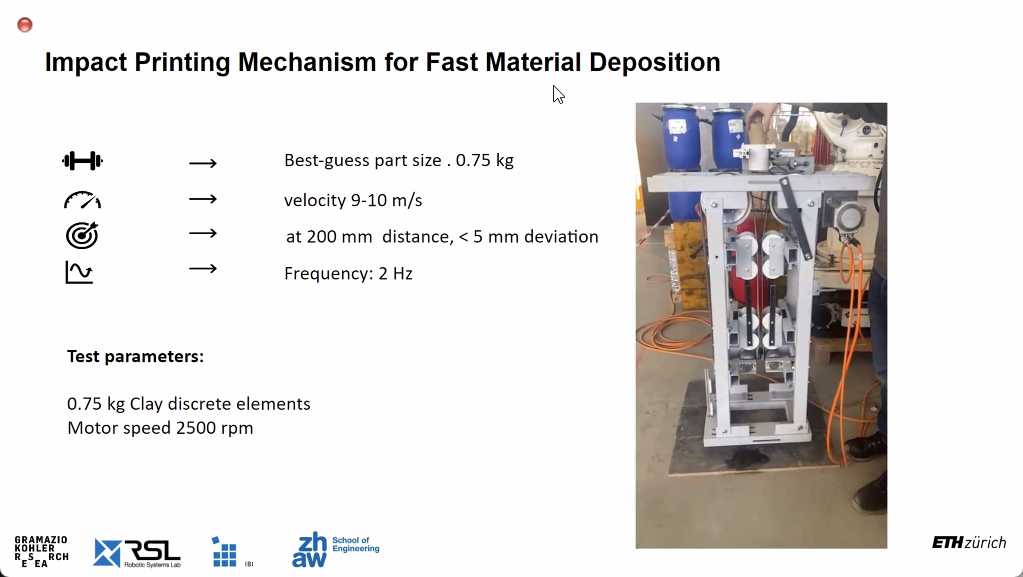 Impact Printing Mechanism for Fast Material Deposition
Best-guess part size . 0.75 kg
velocity 9-10 m/s
at 200 mm distance, < 5 mm deviation
Frequency: 2 Hz
Test parameters:
0.75 kg Clay discrete elements
Motor speed 2500 rpm
GRAMAZIO
KOHLER
RESEARCH
RSL
Robotic Systems Lab
IBI
zhaw
School of
Engineering
ETH zürich